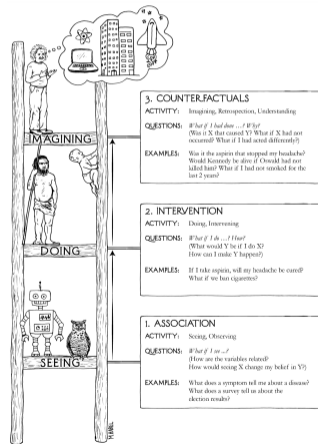 3. COUNTERFACTUALS
ACTIVITY: Imagining, Retrospection, Understanding
QUESTIONS: What if I had done ...? Why?
(Was it X that caused Y? What if X had not
occurred? What if I had acted differently?)
EXAMPLES: Was it the aspirin that stopped my headache?
Would Kennedy be alive if Oswald had not
killed him? What if I had not smoked for the
last 2 years?
IMAGINING
2. INTERVENTION
ACTIVITY: Doing, Intervening
QUESTIONS: What if I do ...? How?
(What would Y be if I do X?
How can I make Y happen?)
EXAMPLES: If I take aspirin, will my headache be cured?
What if we ban cigarettes?
DOING
1. ASSOCIATION
ACTIVITY: Seeing, Observing
QUESTIONS: What if I see ...?
(How are the variables related?
How would seeing X change my belief in Y?)
EXAMPLES: What does a symptom tell me about a disease?
What does a survey tell us about the
election results?
SEEING